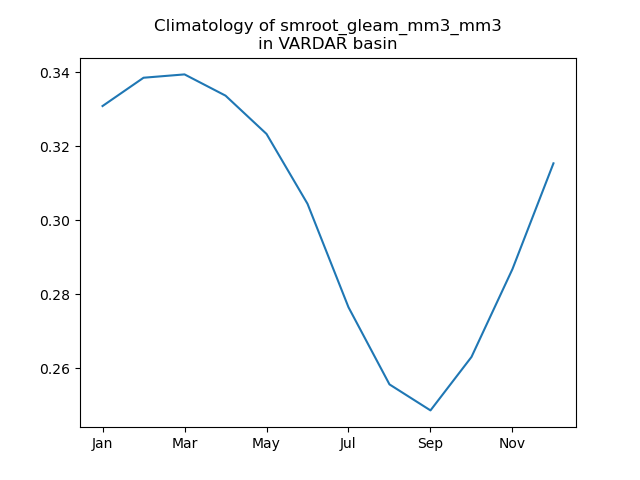 Climatology of smroot_gleam_mm3_mm3
in VARDAR basin
0.34
0.32
0.30
0.28
0.26
Jan Mar May Jul Sep Nov